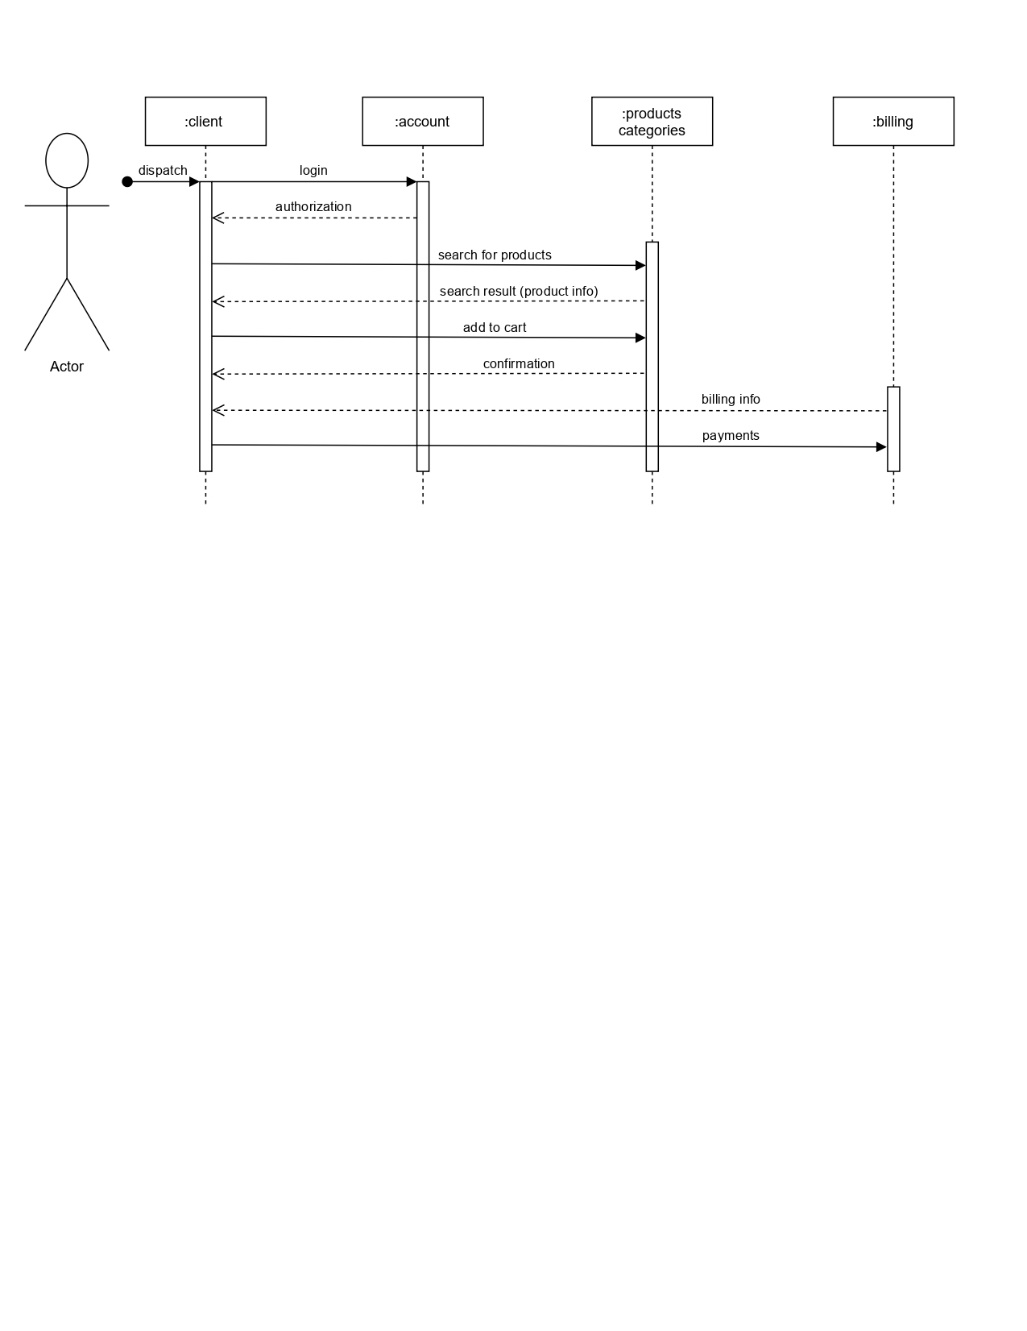 :client
:account
:products
categories
:billing
dispatch
login
authorization
search for products
search result (product info)
add to cart
confirmation
Actor
billing info
payments